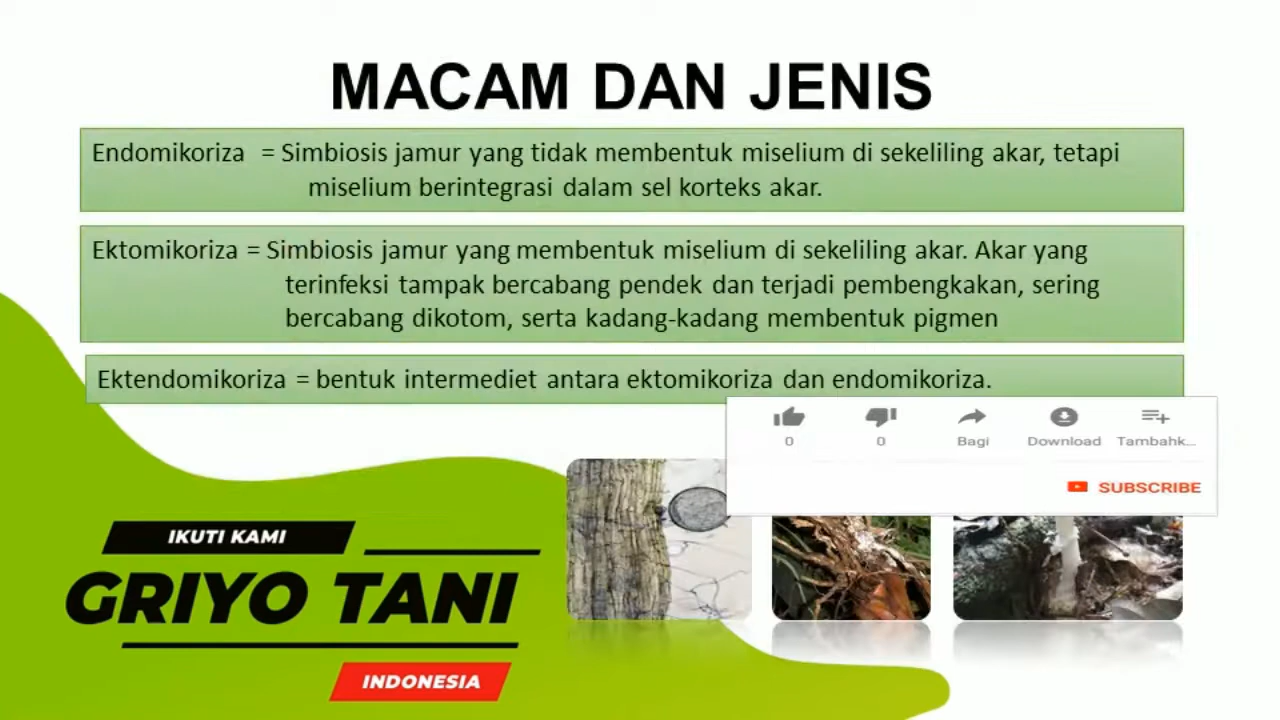 MACAM DAN JENIS
Endomikoriza = Simbiosis jamur yang tidak membentuk miselium di sekeliling akar, tetapi
miselium berintegrasi dalam sel korteks akar.
Ektomikoriza = Simbiosis jamur yang membentuk miselium di sekeliling akar. Akar yang
terinfeksi tampak bercabang pendek dan terjadi pembengkakan, sering
bercabang dikotom, serta kadang-kadang membentuk pigmen
Ektendomikoriza = bentuk intermediet antara ektomikoriza dan endomikoriza.
0 0 Bagi Download Tambahk...
SUBSCRIBE
IKUTI KAMI
GRIYO TANI
INDONESIA